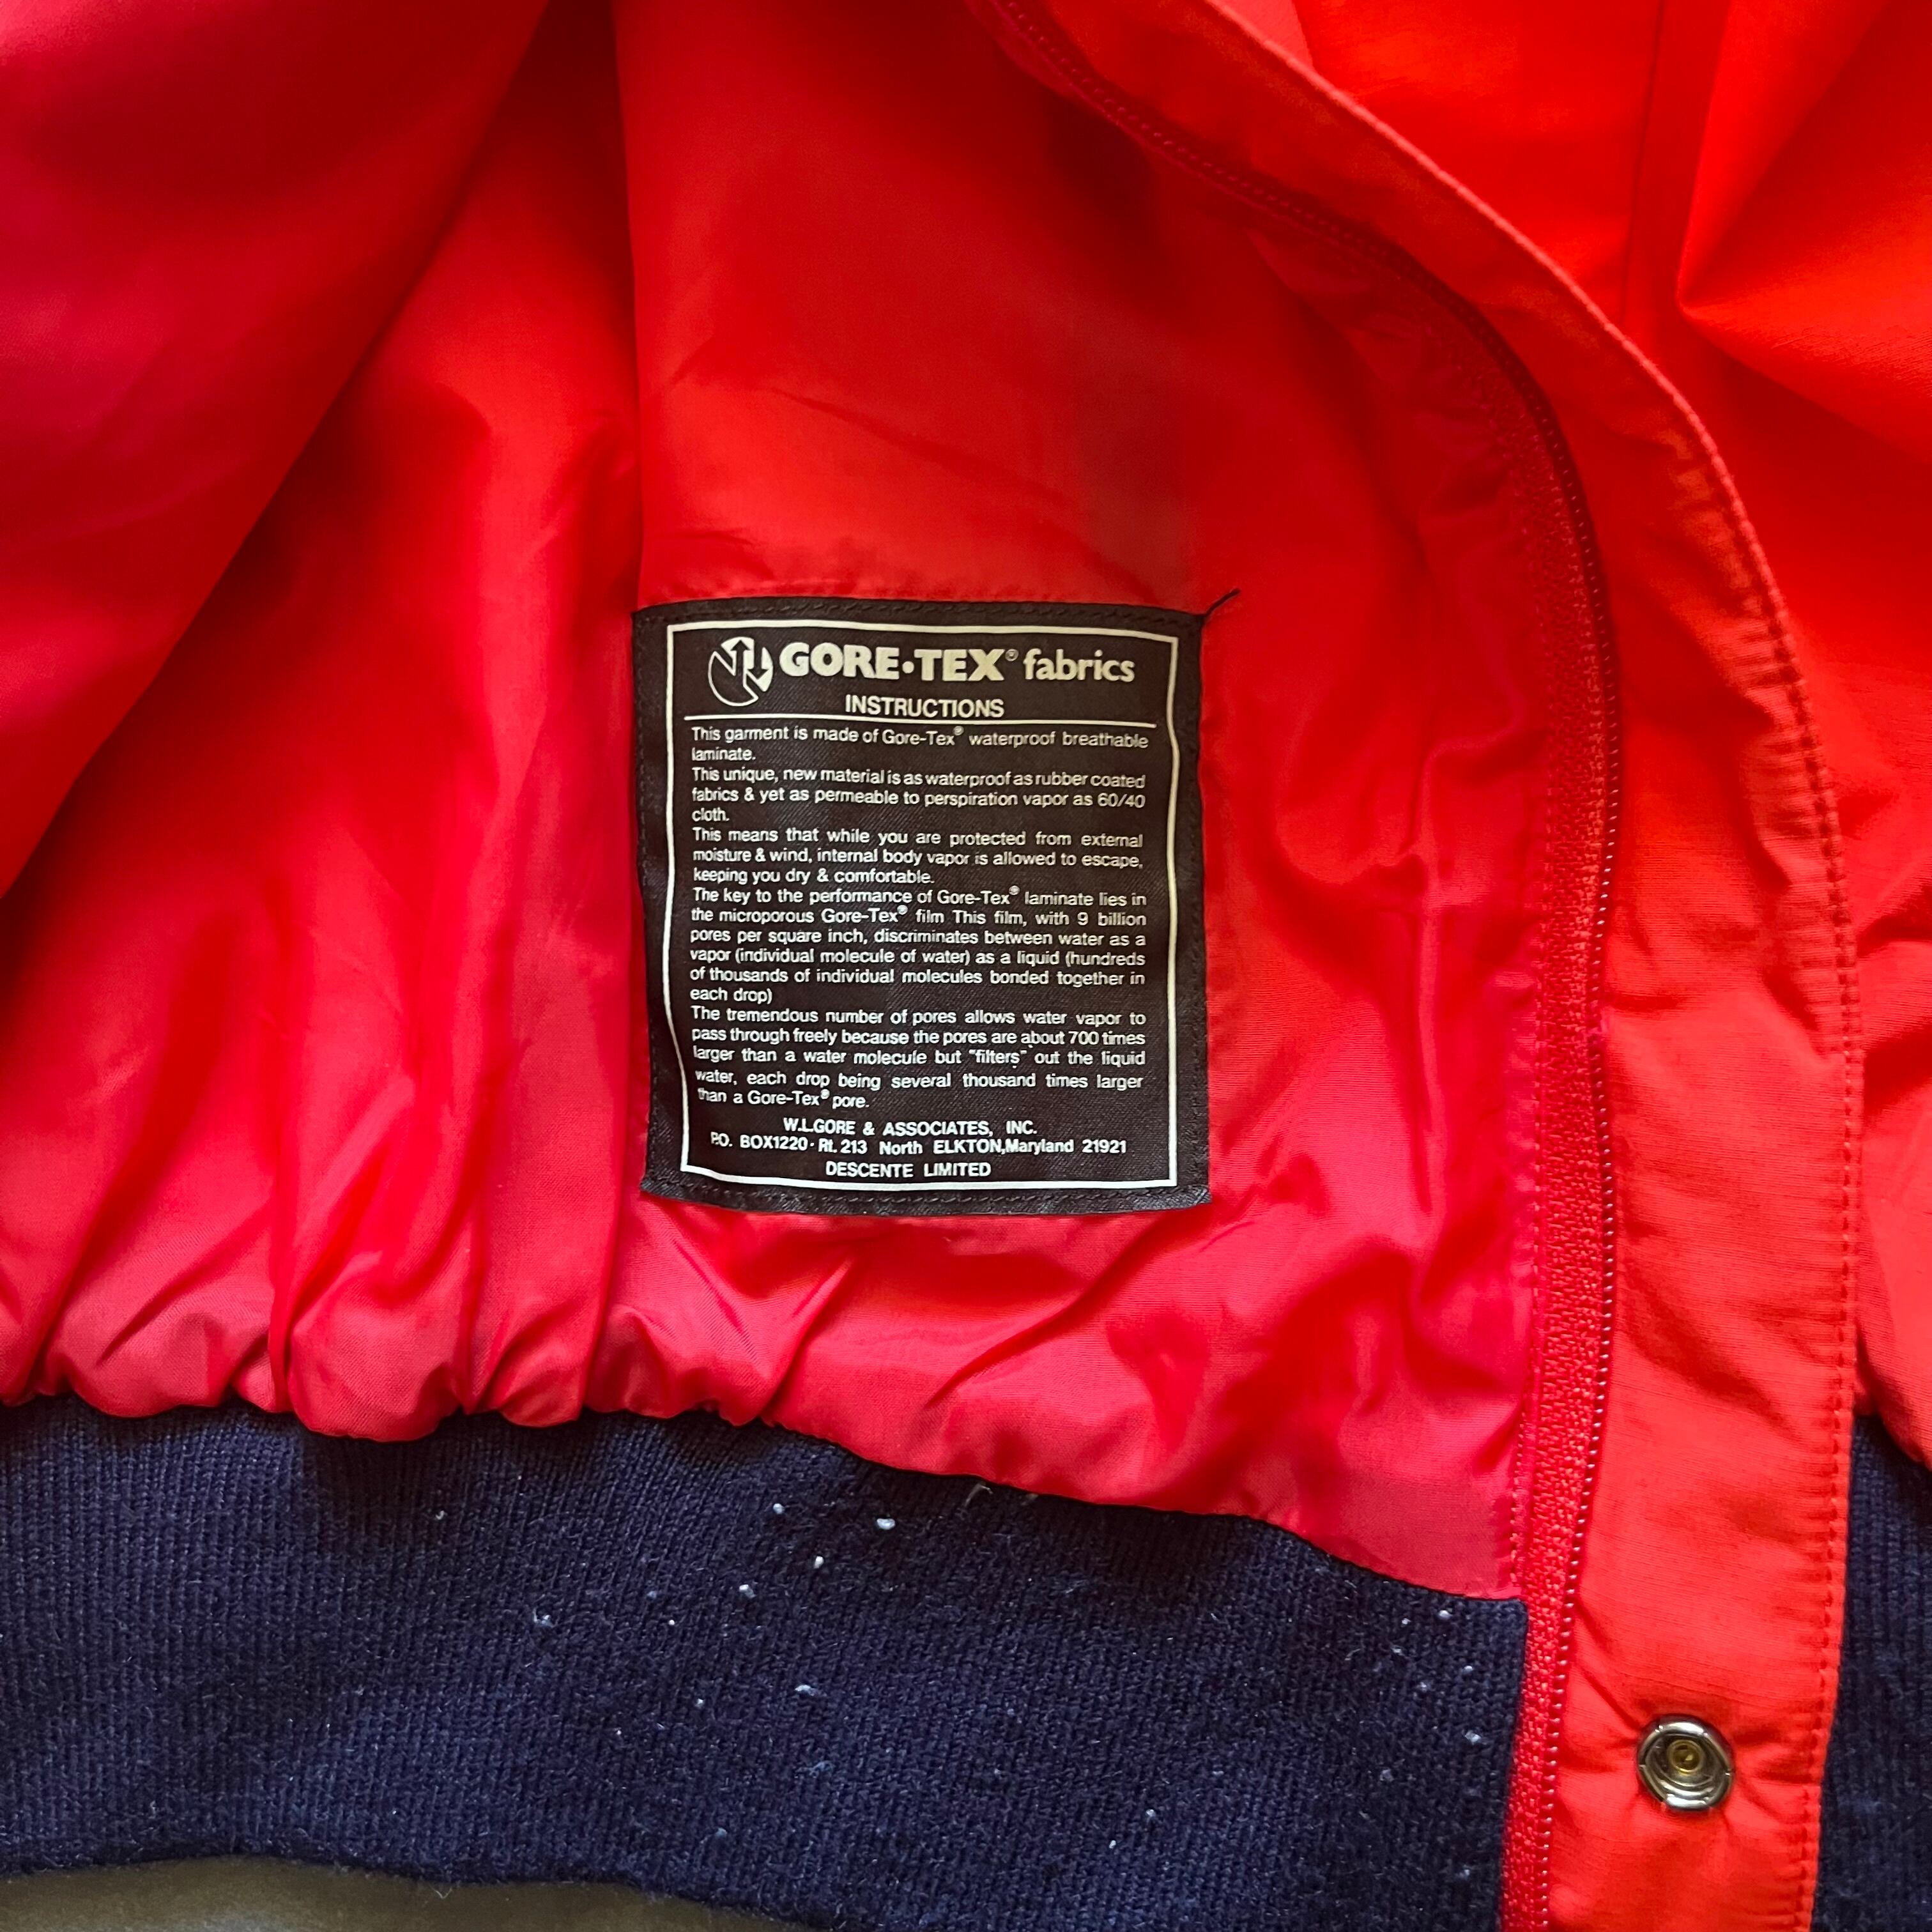 GORE-TEX® fabrics
INSTRUCTIONS
This garment is made of Gore-Tex® waterproof breathable
laminate.
This unique, new material is as waterproof as rubber coated
fabrics & yet as permeable to perspiration vapor as 60/40
cloth.
This means that while you are protected from external
moisture & wind, internal body vapor is allowed to escape,
keeping you dry & comfortable.
The key to the performance of Gore-Tex® laminate lies in
the microporous Gore-Tex® film This film, with 9 billion
pores per square inch, discriminates between water as a
vapor (individual molecule of water) as a liquid (hundreds
of thousands of individual molecules bonded together in
each drop)
The tremendous number of pores allows water vapor to
pass through freely because the pores are about 700 times
larger than a water molecule but "filters" out the liquid
water, each drop being several thousand times larger
than a Gore-Tex® pore.
W.L.GORE & ASSOCIATES, INC.
P.O. BOX1220·Rt. 213 North ELKTON,Maryland 21921
DESCENTE LIMITED